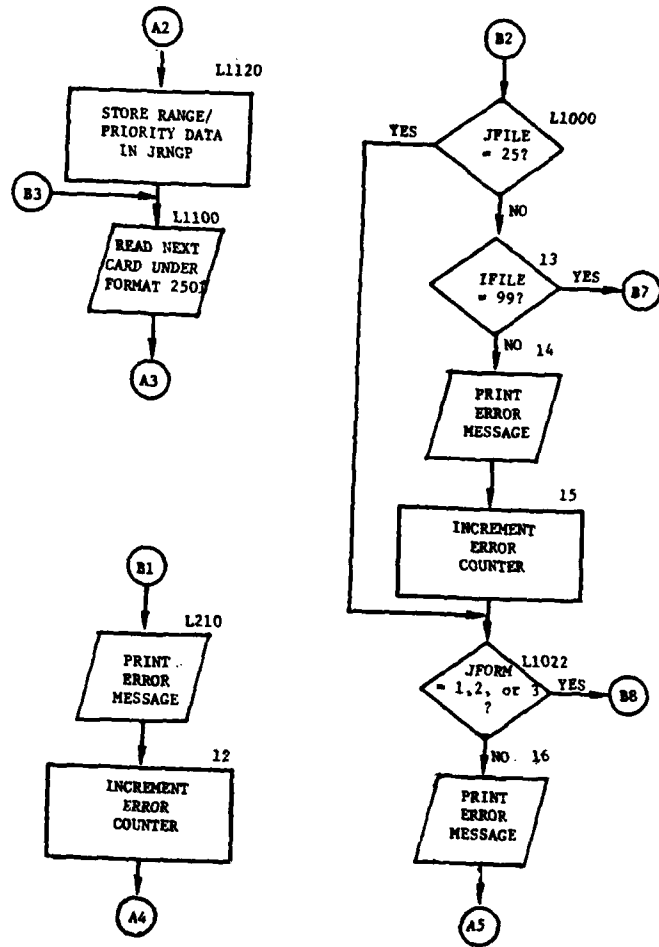 A2
L1120
STORE RANGE/
PRIORITY DATA
IN JRNGP
B3
L1100
READ NEXT
CARD UNDER
FORMAT 2501
A3
B1
L210
PRINT
ERROR
MESSAGE
12
INCREMENT
ERROR
COUNTER
A4
B2
L1000
YES
JFILE
= 25?
NO
13
IFILE
= 99?
YES
B7
NO
14
PRINT
ERROR
MESSAGE
15
INCREMENT
ERROR
COUNTER
L1022
JFORM
= 1,2, or 3
?
YES
B8
NO
16
PRINT
ERROR
MESSAGE
A5